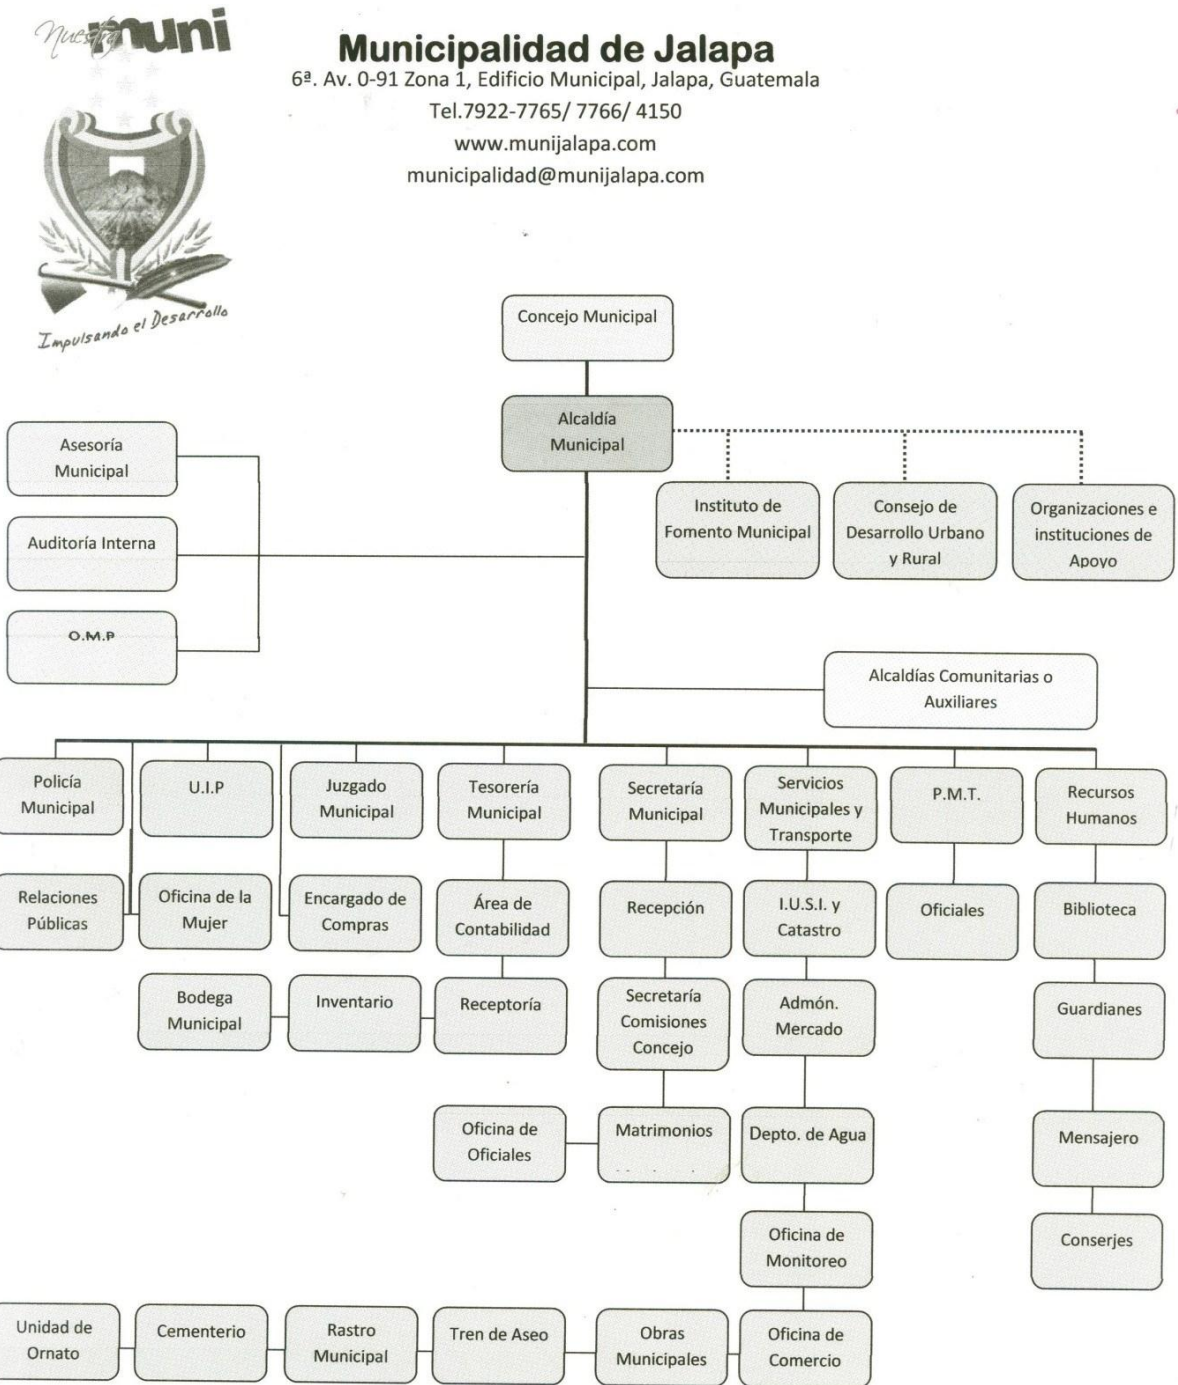 Nuestra muni
Municipalidad de Jalapa
6ª. Av. 0-91 Zona 1, Edificio Municipal, Jalapa, Guatemala
Tel.7922-7765/ 7766/ 4150
www.munijalapa.com
municipalidad@munijalapa.com
Impulsando el Desarrollo
Concejo Municipal
Alcaldía
Municipal
Asesoría
Municipal
Auditoría Interna
O.M.P
Instituto de
Fomento Municipal
Consejo de
Desarrollo Urbano
y Rural
Organizaciones e
instituciones de
Apoyo
Alcaldías Comunitarias o
Auxiliares
Policía
Municipal
U.I.P
Juzgado
Municipal
Tesorería
Municipal
Secretaría
Municipal
Servicios
Municipales y
Transporte
P.M.T.
Recursos
Humanos
Relaciones
Públicas
Oficina de la
Mujer
Encargado de
Compras
Área de
Contabilidad
Recepción
I.U.S.I. y
Catastro
Oficiales
Biblioteca
Bodega
Municipal
Inventario
Receptoría
Secretaría
Comisiones
Concejo
Admón.
Mercado
Guardianes
Oficina de
Oficiales
Matrimonios
Depto. de Agua
Mensajero
Oficina de
Monitoreo
Conserjes
Unidad de
Ornato
Cementerio
Rastro
Municipal
Tren de Aseo
Obras
Municipales
Oficina de
Comercio